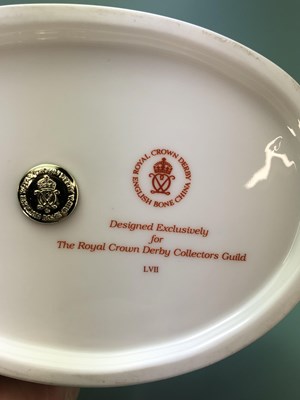 ROYAL CROWN DERBY
ENGLISH BONE CHINA
Designed Exclusively
for
The Royal Crown Derby Collectors Guild
LVII